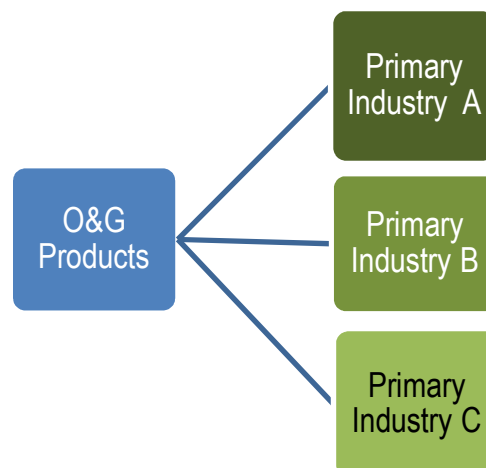 Primary
Industry  A
O&G
Products
Primary
Industry B
Primary
Industry C